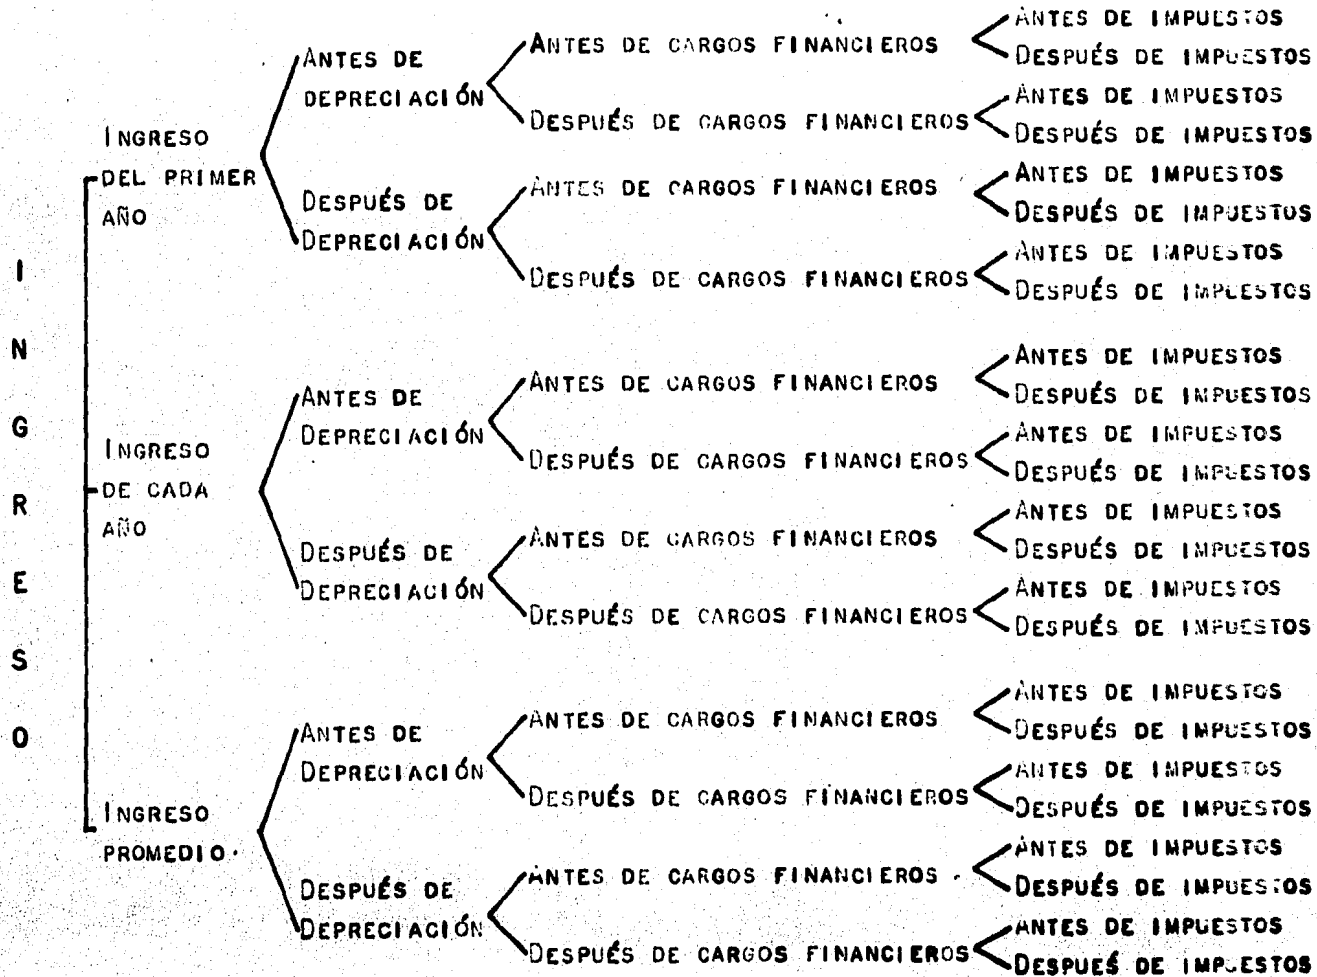 INGRESO
INGRESO
DEL PRIMER
AÑO
ANTES DE
DEPRECIACIÓN
ANTES DE CARGOS FINANCIEROS
ANTES DE IMPUESTOS
DESPUÉS DE IMPUESTOS
DESPUÉS DE CARGOS FINANCIEROS
ANTES DE IMPUESTOS
DESPUÉS DE IMPUESTOS
DESPUÉS DE
DEPRECIACIÓN
ANTES DE CARGOS FINANCIEROS
ANTES DE IMPUESTOS
DESPUÉS DE IMPUESTOS
DESPUÉS DE CARGOS FINANCIEROS
ANTES DE IMPUESTOS
DESPUÉS DE IMPUESTOS
INGRESO
DE CADA
AÑO
ANTES DE
DEPRECIACIÓN
ANTES DE CARGOS FINANCIEROS
ANTES DE IMPUESTOS
DESPUÉS DE IMPUESTOS
DESPUÉS DE CARGOS FINANCIEROS
ANTES DE IMPUESTOS
DESPUÉS DE IMPUESTOS
DESPUÉS DE
DEPRECIACIÓN
ANTES DE CARGOS FINANCIEROS
ANTES DE IMPUESTOS
DESPUÉS DE IMPUESTOS
DESPUÉS DE CARGOS FINANCIEROS
ANTES DE IMPUESTOS
DESPUÉS DE IMPUESTOS
INGRESO
PROMEDIO.
ANTES DE
DEPRECIACIÓN
ANTES DE CARGOS FINANCIEROS
ANTES DE IMPUESTOS
DESPUÉS DE IMPUESTOS
DESPUÉS DE CARGOS FINANCIEROS
ANTES DE IMPUESTOS
DESPUÉS DE IMPUESTOS
DESPUÉS DE
DEPRECIACIÓN
ANTES DE CARGOS FINANCIEROS
ANTES DE IMPUESTOS
DESPUÉS DE IMPUESTOS
DESPUÉS DE CARGOS FINANCIEROS
ANTES DE IMPUESTOS
DESPUEŚ DE IMPUESTOS